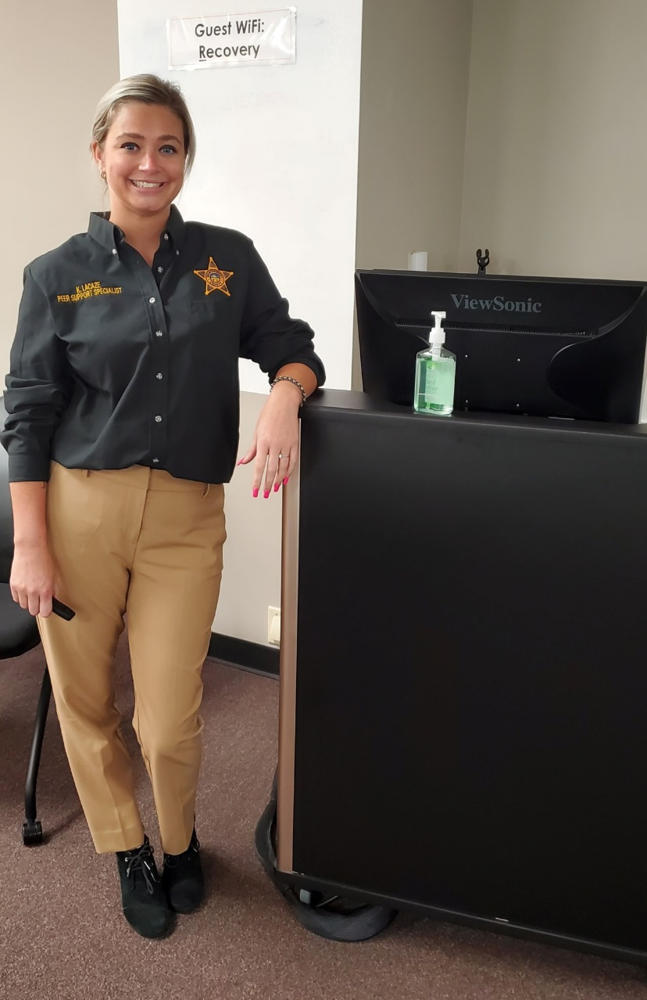 Guest WiFi:
Recovery
K. LACAZE
PEER SUPPORT SPECIALIST
ViewSonic